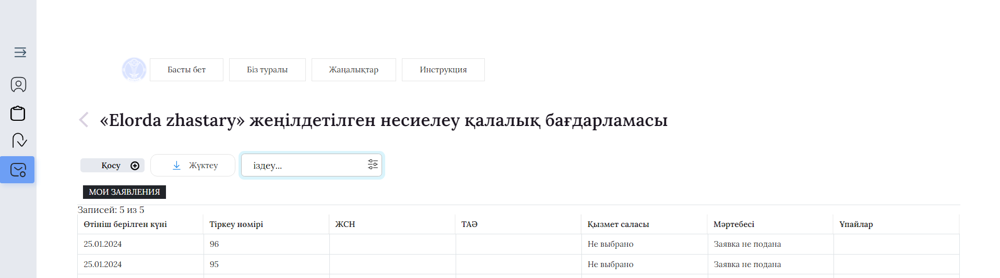 Басты бет Біз туралы Жаңалықтар Инструкция
«Elorda zhastary» жеңілдетілген несиелеу қалалық бағдарламасы
Қосу Жүктеу іздеу...
МОИ ЗАЯВЛЕНИЯ
Записей: 5 из 5
Өтініш берілген күні Тіркеу нөмірі ЖСН ТАӘ Қызмет саласы Мәртебесі Ұпайлар
25.01.2024 96 Не выбрано Заявка не подана
25.01.2024 95 Не выбрано Заявка не подана